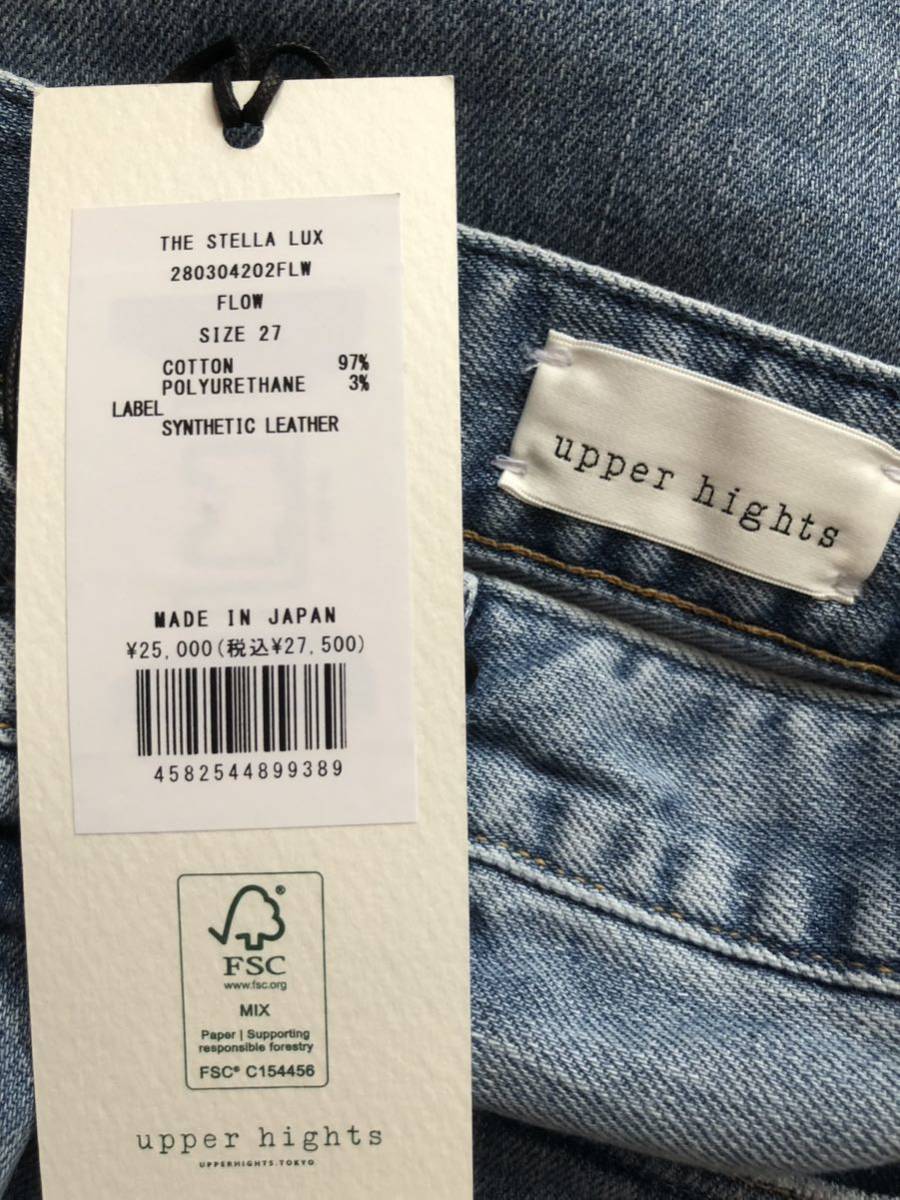 THE STELLA LUX
280304202FLW
FLOW
SIZE 27
COTTON 97%
POLYURETHANE 3%
LABEL
SYNTHETIC LEATHER
MADE IN JAPAN
¥25,000(税込¥27,500)
4582544899389
FSC®
www.fsc.org
MIX
Paper | Supporting
responsible forestry
FSC® C154456
upper hights
UPPERHIGHTS.TOKYO
upper hights